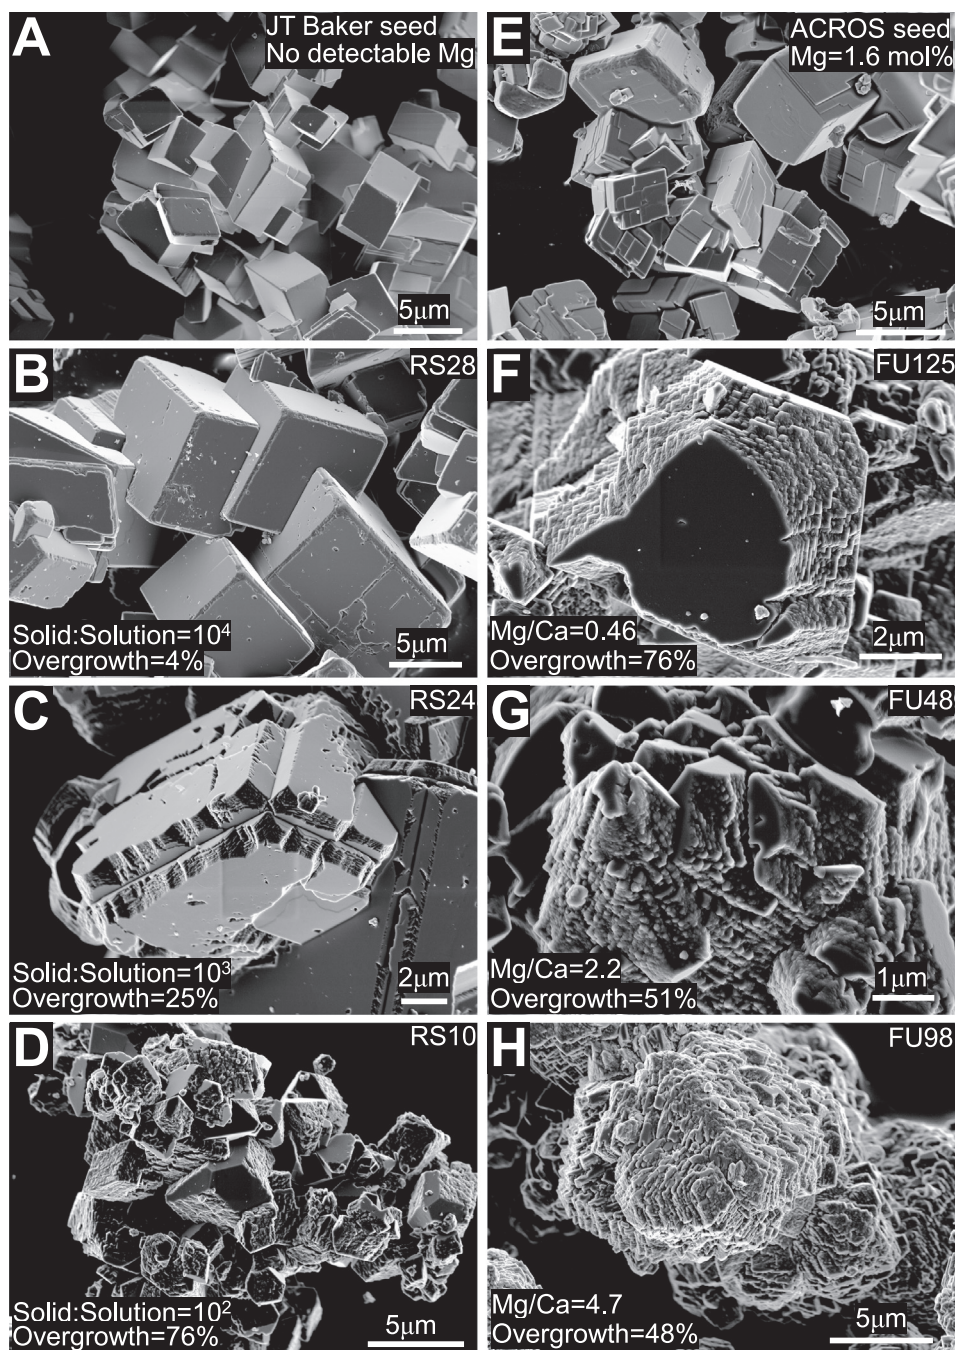 A
JT Baker seed
No detectable Mg
5μm
B
RS28
Solid:Solution=10⁴
Overgrowth=4%
5μm
C
RS24
Solid:Solution=10³
Overgrowth=25%
2μm
D
RS10
Solid:Solution=10²
Overgrowth=76%
5μm
E
ACROS seed
Mg=1.6 mol%
5μm
F
FU125
Mg/Ca=0.46
Overgrowth=76%
2μm
G
FU48
Mg/Ca=2.2
Overgrowth=51%
1μm
H
FU98
Mg/Ca=4.7
Overgrowth=48%
5μm